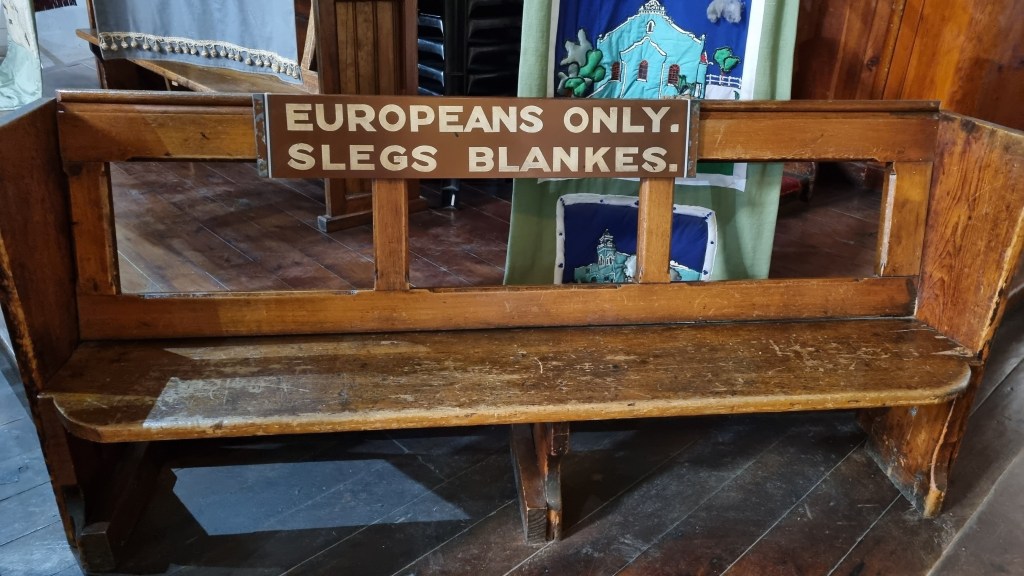 EUROPEANS ONLY.
SLEGS BLANKES.